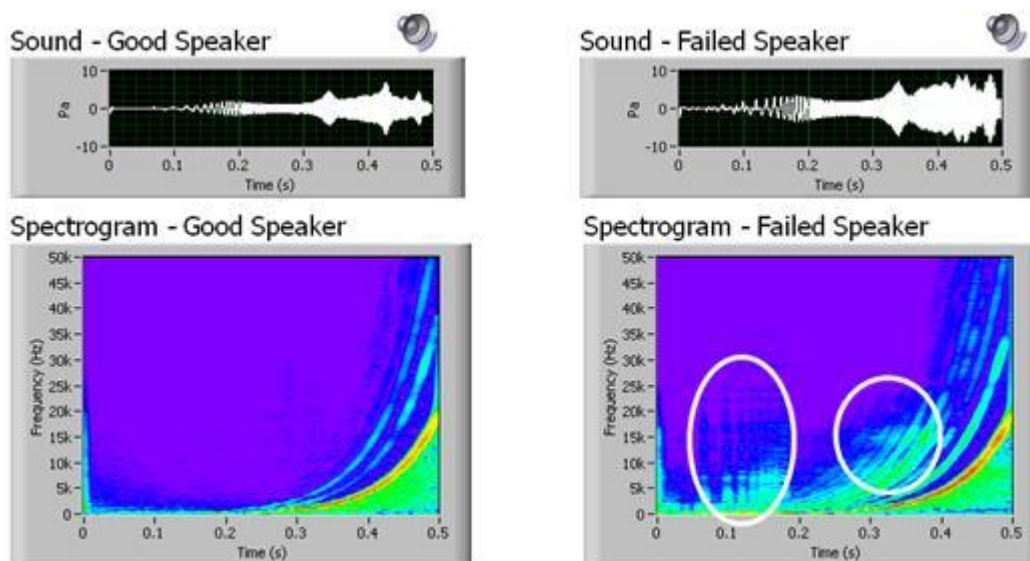 Sound - Good Speaker
10
0
-10
Pa
0 0.1 0.2 0.3 0.4 0.5
Time (s)
Sound - Failed Speaker
10
0
-10
Pa
0 0.1 0.2 0.3 0.4 0.5
Time (s)
Spectrogram - Good Speaker
50k
45k
40k
35k
30k
25k
20k
15k
10k
5k
0
Frequency (Hz)
0 0.1 0.2 0.3 0.4 0.5
Time (s)
Spectrogram - Failed Speaker
50k
45k
40k
35k
30k
25k
20k
15k
10k
5k
0
Frequency (Hz)
0 0.1 0.2 0.3 0.4 0.5
Time (s)